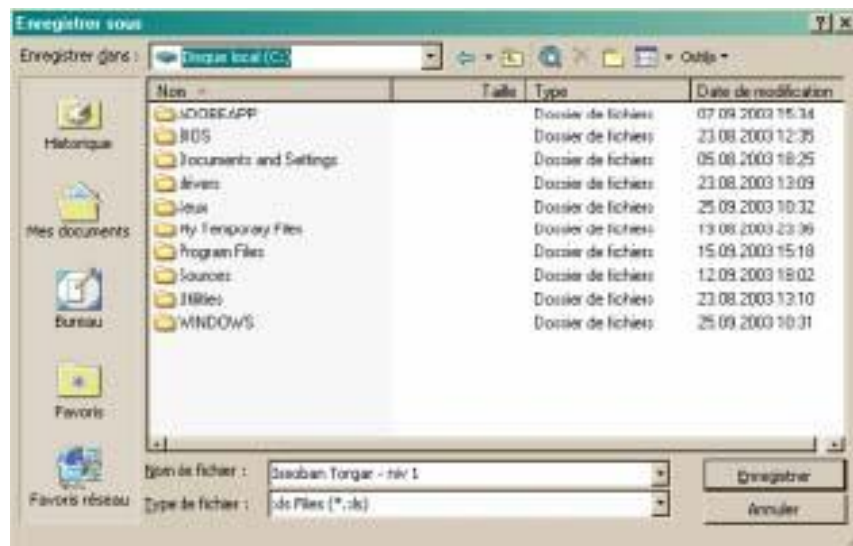 Enregistrer sous
Enregistrer dans : Disque local (C:) Outils
Nom Taille Type Date de modification
ADOBEAPP Dossier de fichiers 07.09.2003 15:34
BIOS Dossier de fichiers 23.08.2003 12:35
Documents and Settings Dossier de fichiers 05.09.2003 18:25
drivers Dossier de fichiers 23.08.2003 13:09
Jeux Dossier de fichiers 25.09.2003 10:32
My Temporary Files Dossier de fichiers 19.08.2003 23:36
Program Files Dossier de fichiers 15.09.2003 15:18
Sources Dossier de fichiers 12.09.2003 18:02
Utilities Dossier de fichiers 23.08.2003 13:10
WINDOWS Dossier de fichiers 25.09.2003 10:31
Historique
Mes documents
Bureau
Favoris
Favoris réseau
Nom de fichier : Torgar - niv 1
Enregistrer
Type de fichier : Files
Annuler